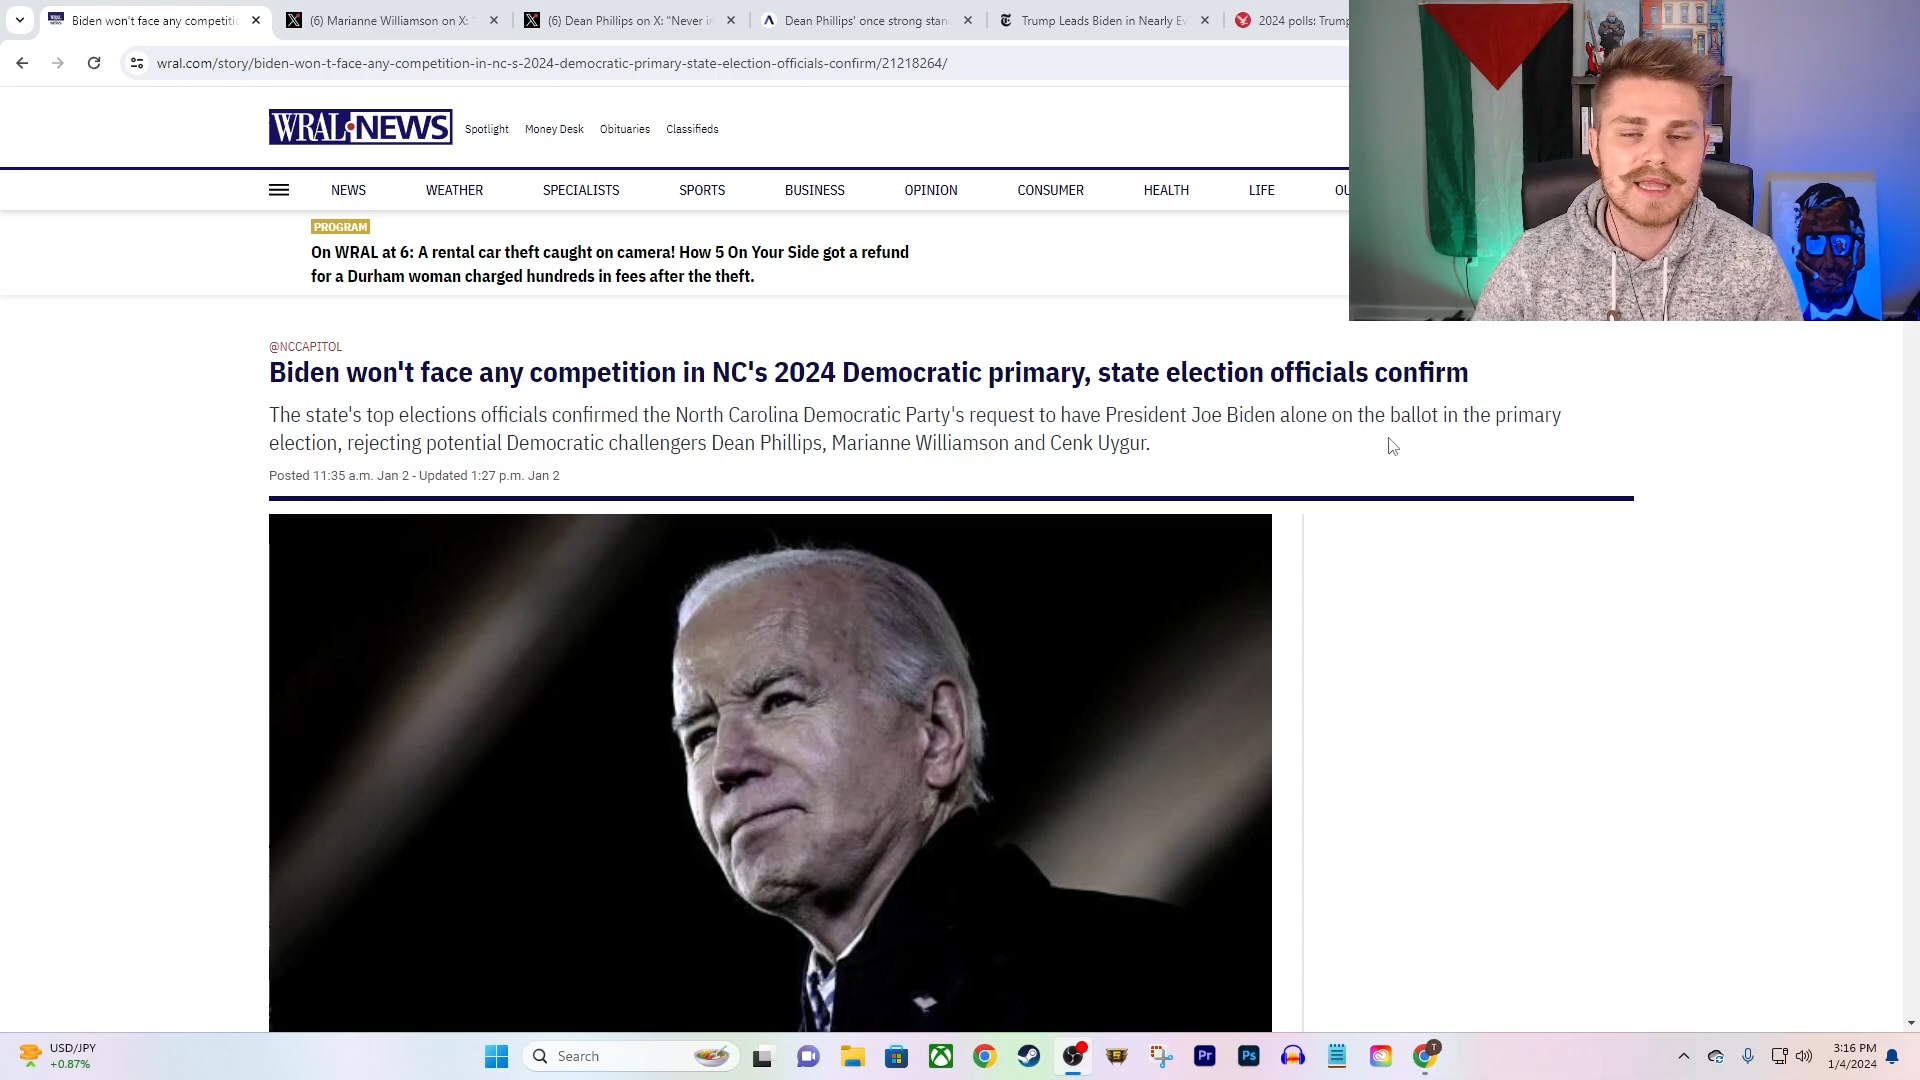 Biden won't face any competiti
(6) Marianne Williamson on X: "
(6) Dean Phillips on X: "Never i
Dean Phillips' once strong stan
Trump Leads Biden in Nearly Ev
2024 polls: Trump
wral.com/story/biden-won-t-face-any-competition-in-nc-s-2024-democratic-primary-state-election-officials-confirm/21218264/
WRAL NEWS
Spotlight Money Desk Obituaries Classifieds
NEWS WEATHER SPECIALISTS SPORTS BUSINESS OPINION CONSUMER HEALTH LIFE OU
PROGRAM
On WRAL at 6: A rental car theft caught on camera! How 5 On Your Side got a refund
for a Durham woman charged hundreds in fees after the theft.
@NCCAPITOL
Biden won't face any competition in NC's 2024 Democratic primary, state election officials confirm
The state's top elections officials confirmed the North Carolina Democratic Party's request to have President Joe Biden alone on the ballot in the primary
election, rejecting potential Democratic challengers Dean Phillips, Marianne Williamson and Cenk Uygur.
Posted 11:35 a.m. Jan 2 - Updated 1:27 p.m. Jan 2
USD/JPY
+0.87%
Search
Pr
Ps
T
3:16 PM
1/4/2024